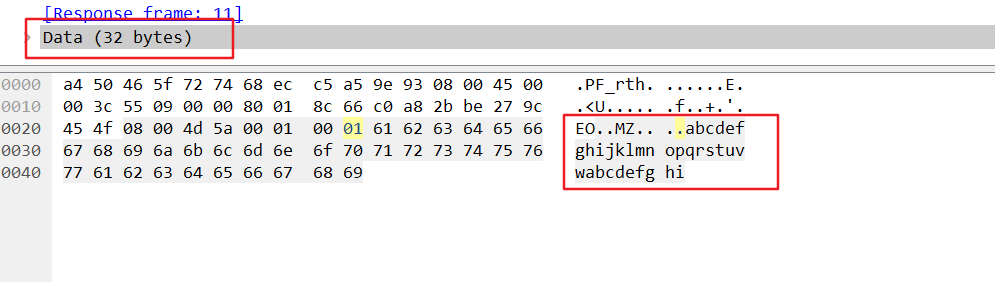 [Response frame: 11]
Data (32 bytes)
0000 a4 50 46 5f 72 74 68 ec c5 a5 9e 93 08 00 45 00 .PF_rth. ......E.
0010 00 3c 55 09 00 00 80 01 8c 66 c0 a8 2b be 27 9c .<U..... .f..+.'.
0020 45 4f 08 00 4d 5a 00 01 00 01 61 62 63 64 65 66 EO..MZ.. ..abcdef
0030 67 68 69 6a 6b 6c 6d 6e 6f 70 71 72 73 74 75 76 ghijklmn opqrstuv
0040 77 61 62 63 64 65 66 67 68 69 wabcdefg hi